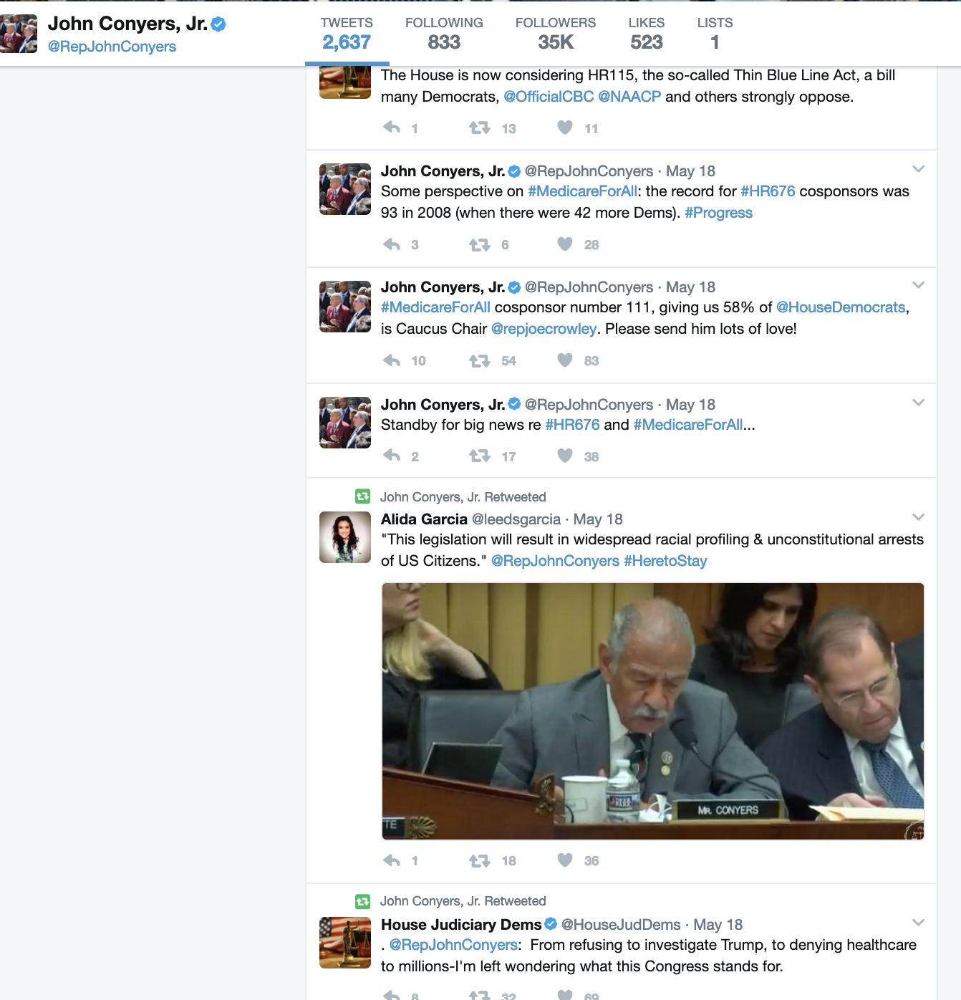 John Conyers, Jr.
@RepJohnConyers
TWEETS FOLLOWING FOLLOWERS LIKES LISTS
2,637 833 35K 523 1
The House is now considering HR115, the so-called Thin Blue Line Act, a bill
many Democrats, @OfficialCBC @NAACP and others strongly oppose.
1 13 11
John Conyers, Jr. @RepJohnConyers · May 18
Some perspective on #MedicareForAll: the record for #HR676 cosponsors was
93 in 2008 (when there were 42 more Dems). #Progress
3 6 28
John Conyers, Jr. @RepJohnConyers · May 18
#MedicareForAll cosponsor number 111, giving us 58% of @HouseDemocrats,
is Caucus Chair @repjoecrowley. Please send him lots of love!
10 54 83
John Conyers, Jr. @RepJohnConyers · May 18
Standby for big news re #HR676 and #MedicareForAll...
2 17 38
John Conyers, Jr. Retweeted
Alida Garcia @leedsgarcia · May 18
"This legislation will result in widespread racial profiling & unconstitutional arrests
of US Citizens." @RepJohnConyers #HeretoStay
DEER
PARK
MR. CONYERS
TE
1 18 36
John Conyers, Jr. Retweeted
House Judiciary Dems @HouseJudDems · May 18
. @RepJohnConyers: From refusing to investigate Trump, to denying healthcare
to millions-I'm left wondering what this Congress stands for.
8 32 69